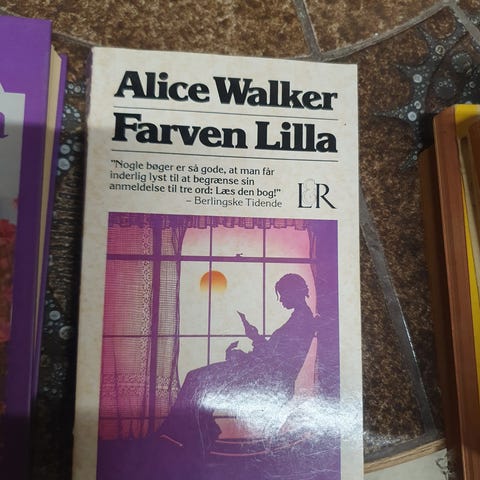 Alice Walker
Farven Lilla
"Nogle bøger er så gode, at man får
inderlig lyst til at begrænse sin
anmeldelse til tre ord: Læs den bog!"
– Berlingske Tidende
L&R